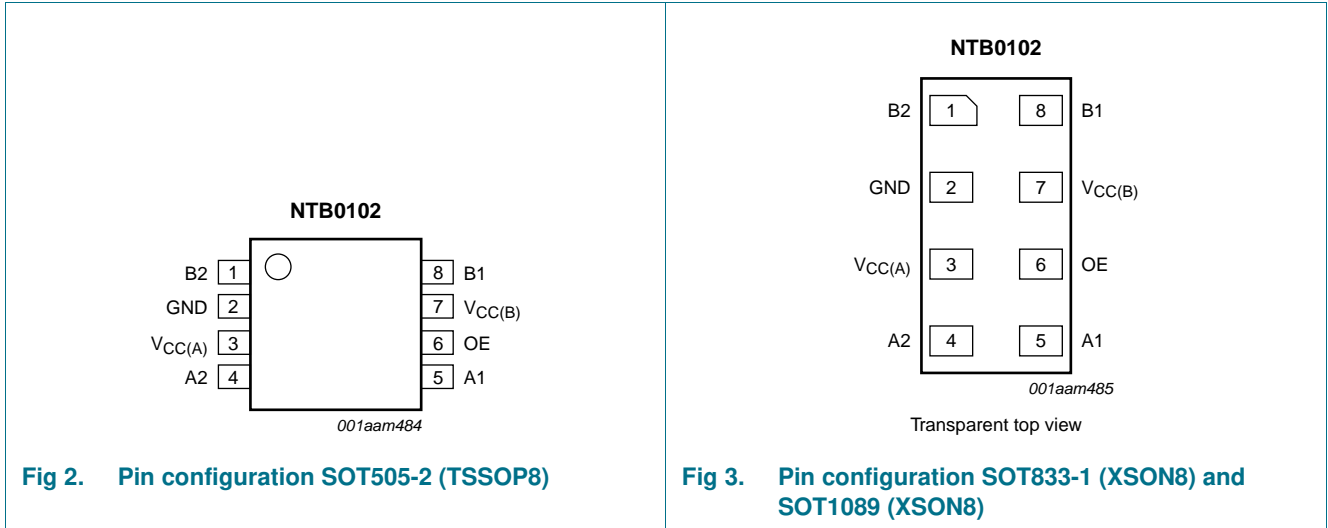 NTB0102
B2 1 8 B1
GND 2 7 VCC(B)
VCC(A) 3 6 OE
A2 4 5 A1
001aam484
Fig 2. Pin configuration SOT505-2 (TSSOP8)
NTB0102
B2 1 8 B1
GND 2 7 VCC(B)
VCC(A) 3 6 OE
A2 4 5 A1
001aam485
Transparent top view
Fig 3. Pin configuration SOT833-1 (XSON8) and
SOT1089 (XSON8)